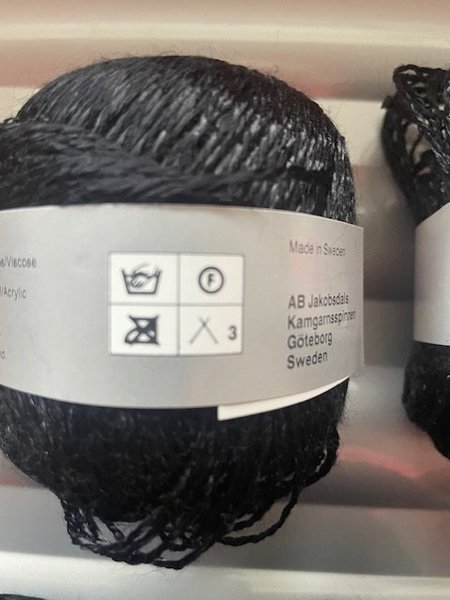 /Viscose
/Acrylic
F
3
Made in Sweden
AB Jakobsdals
Kamgarnsspinneri
Göteborg
Sweden